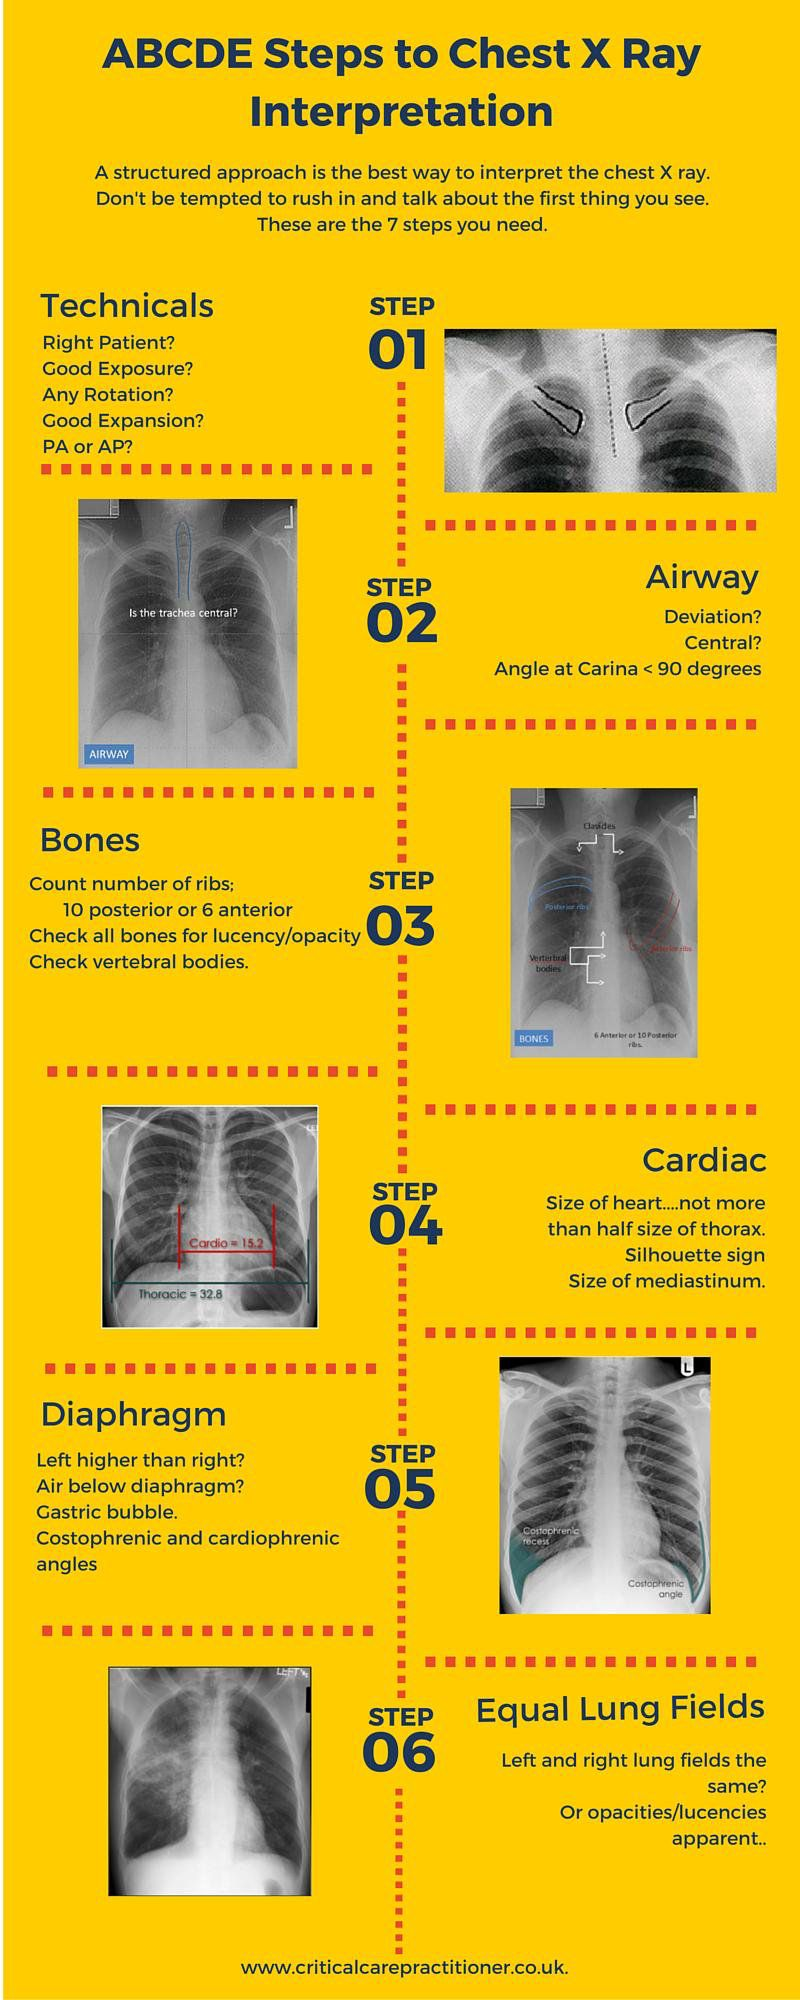 ABCDE Steps to Chest X Ray
Interpretation
A structured approach is the best way to interpret the chest X ray.
Don't be tempted to rush in and talk about the first thing you see.
These are the 7 steps you need.
Technicals
Right Patient?
Good Exposure?
Any Rotation?
Good Expansion?
PA or AP?
STEP
01
Is the trachea central?
AIRWAY
STEP
02
Airway
Deviation?
Central?
Angle at Carina < 90 degrees
Bones
Count number of ribs;
10 posterior or 6 anterior
Check all bones for lucency/opacity
Check vertebral bodies.
STEP
03
Clavicles
Posterior ribs
Anterior ribs
Verterbral
bodies
BONES
6 Anterior or 10 Posterior
ribs.
Cardio = 15.2
Thoracic = 32.8
STEP
04
Cardiac
Size of heart....not more
than half size of thorax.
Silhouette sign
Size of mediastinum.
Diaphragm
Left higher than right?
Air below diaphragm?
Gastric bubble.
Costophrenic and cardiophrenic
angles
STEP
05
L
Costophrenic
recess
Costophrenic
angle
LEFT
STEP
06
Equal Lung Fields
Left and right lung fields the
same?
Or opacities/lucencies
apparent..
www.criticalcarepractitioner.co.uk.